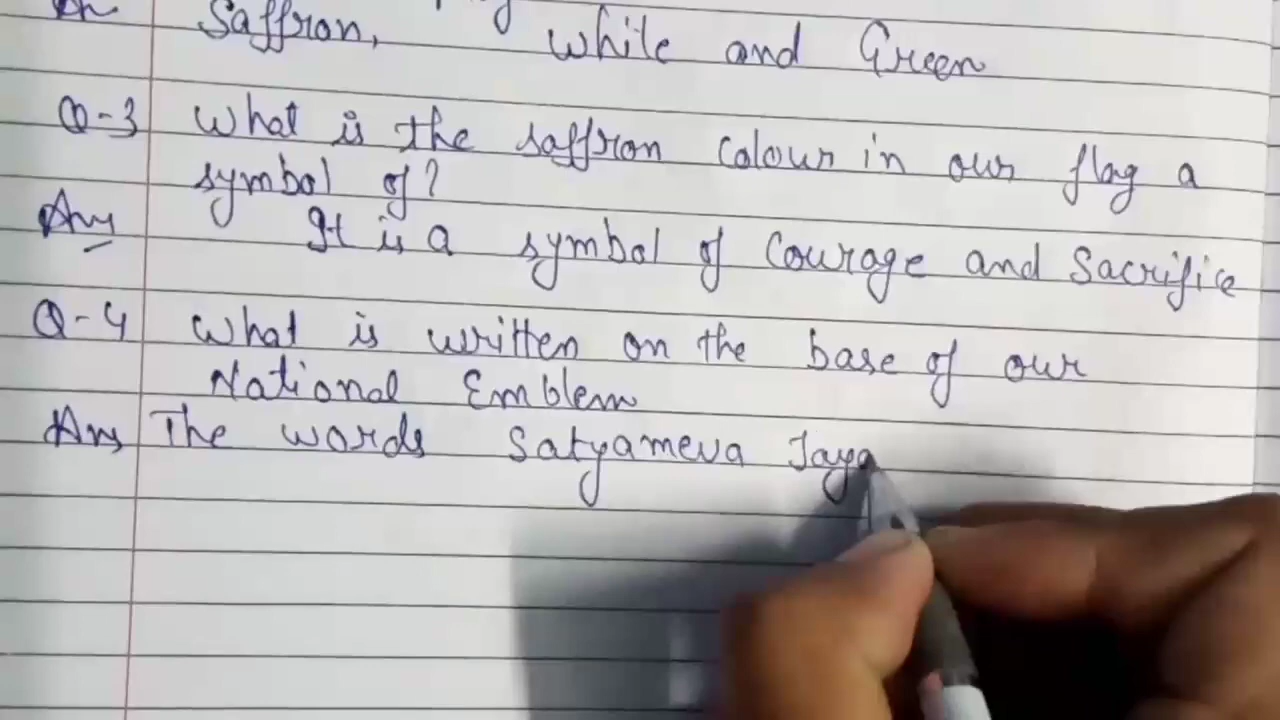 Saffron, white and Green
Q-3 What is the saffron colour in our flag a
symbol of?
Ans It is a symbol of Courage and Sacrifice
Q-4 What is written on the base of our
National Emblem
Ans The words Satyameva Jaya